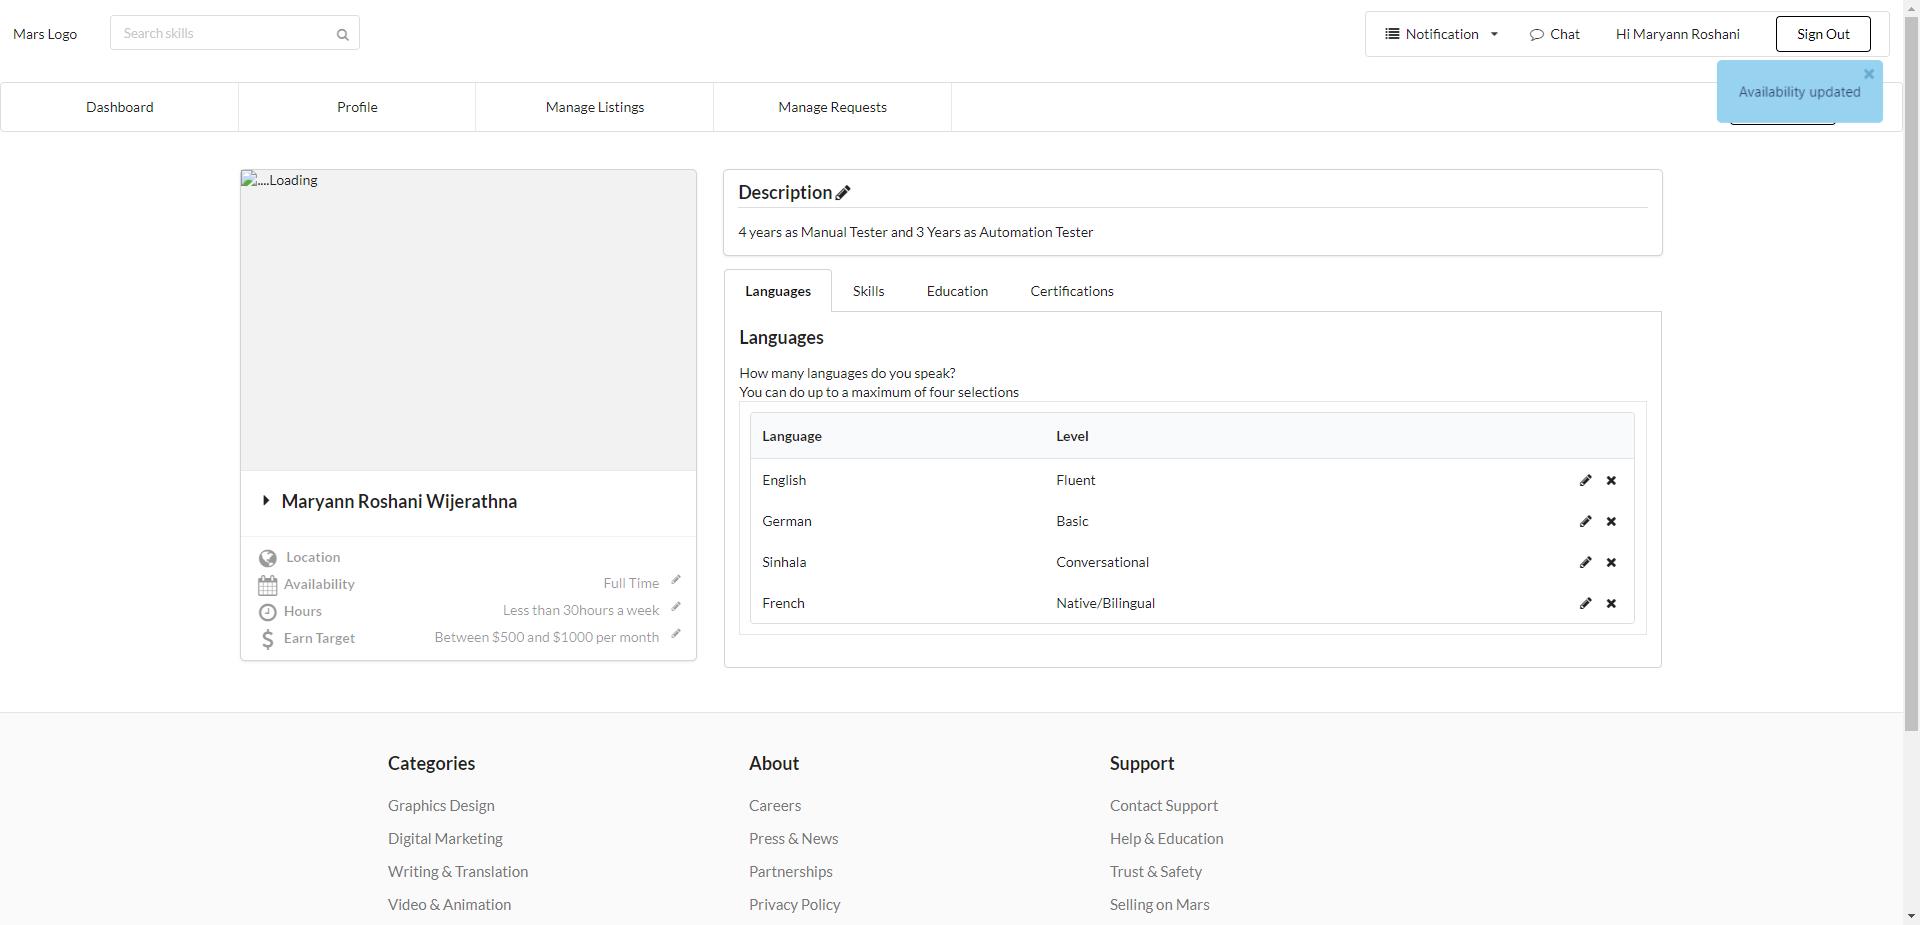 Mars Logo
Search skills
Notification
Chat
Hi Maryann Roshani
Sign Out
Availability updated
Dashboard
Profile
Manage Listings
Manage Requests
....Loading
Maryann Roshani Wijerathna
Location
Availability Full Time
Hours Less than 30hours a week
Earn Target Between $500 and $1000 per month
Description
4 years as Manual Tester and 3 Years as Automation Tester
Languages Skills Education Certifications
Languages
How many languages do you speak?
You can do up to a maximum of four selections
Language Level
English Fluent
German Basic
Sinhala Conversational
French Native/Bilingual
Categories
Graphics Design
Digital Marketing
Writing & Translation
Video & Animation
About
Careers
Press & News
Partnerships
Privacy Policy
Support
Contact Support
Help & Education
Trust & Safety
Selling on Mars